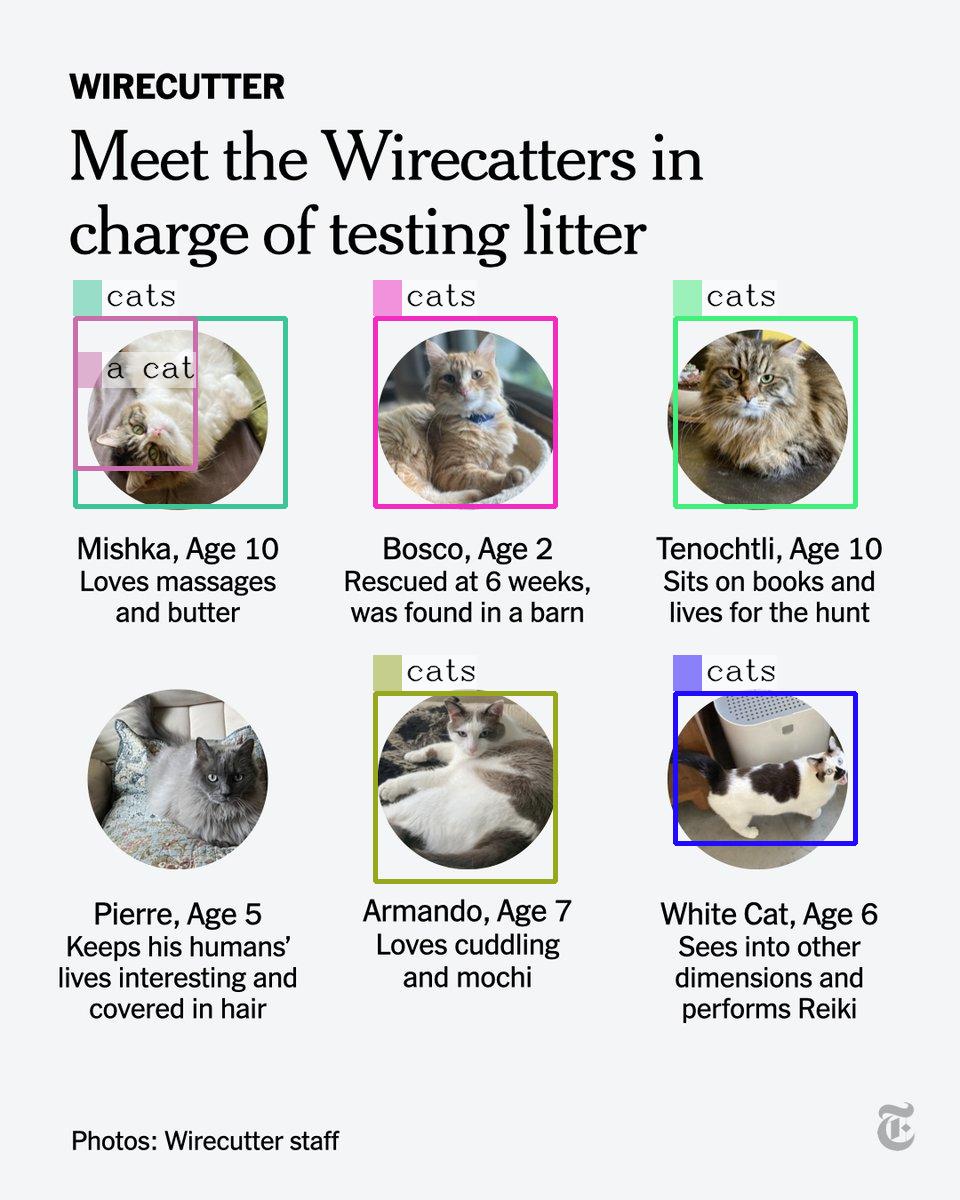 WIRECUTTER
Meet the Wirecatters in
charge of testing litter
cats
cats
cats
a cat
Mishka, Age 10
Loves massages
and butter
Bosco, Age 2
Rescued at 6 weeks,
was found in a barn
Tenochtli, Age 10
Sits on books and
lives for the hunt
cats
cats
Pierre, Age 5
Keeps his humans’
lives interesting and
covered in hair
Armando, Age 7
Loves cuddling
and mochi
White Cat, Age 6
Sees into other
dimensions and
performs Reiki
Photos: Wirecutter staff
T